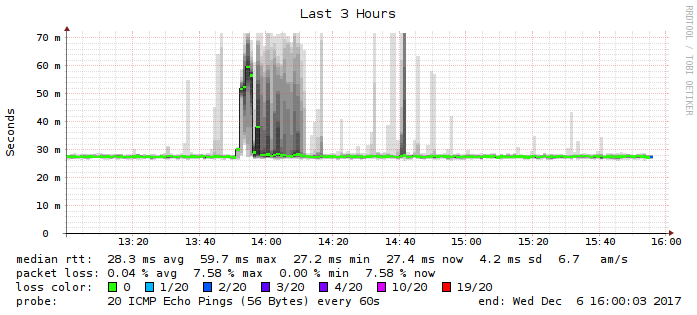 Last 3 Hours
RRDTOOL / TOBI OETIKER
Seconds
70 m
60 m
50 m
40 m
30 m
20 m
10 m
0
13:20 13:40 14:00 14:20 14:40 15:00 15:20 15:40 16:00
median rtt: 28.3 ms avg 59.7 ms max 27.2 ms min 27.4 ms now 4.2 ms sd 6.7 am/s
packet loss: 0.04 % avg 7.58 % max 0.00 % min 7.58 % now
loss color: 0 1/20 2/20 3/20 4/20 10/20 19/20
probe: 20 ICMP Echo Pings (56 Bytes) every 60s end: Wed Dec 6 16:00:03 2017